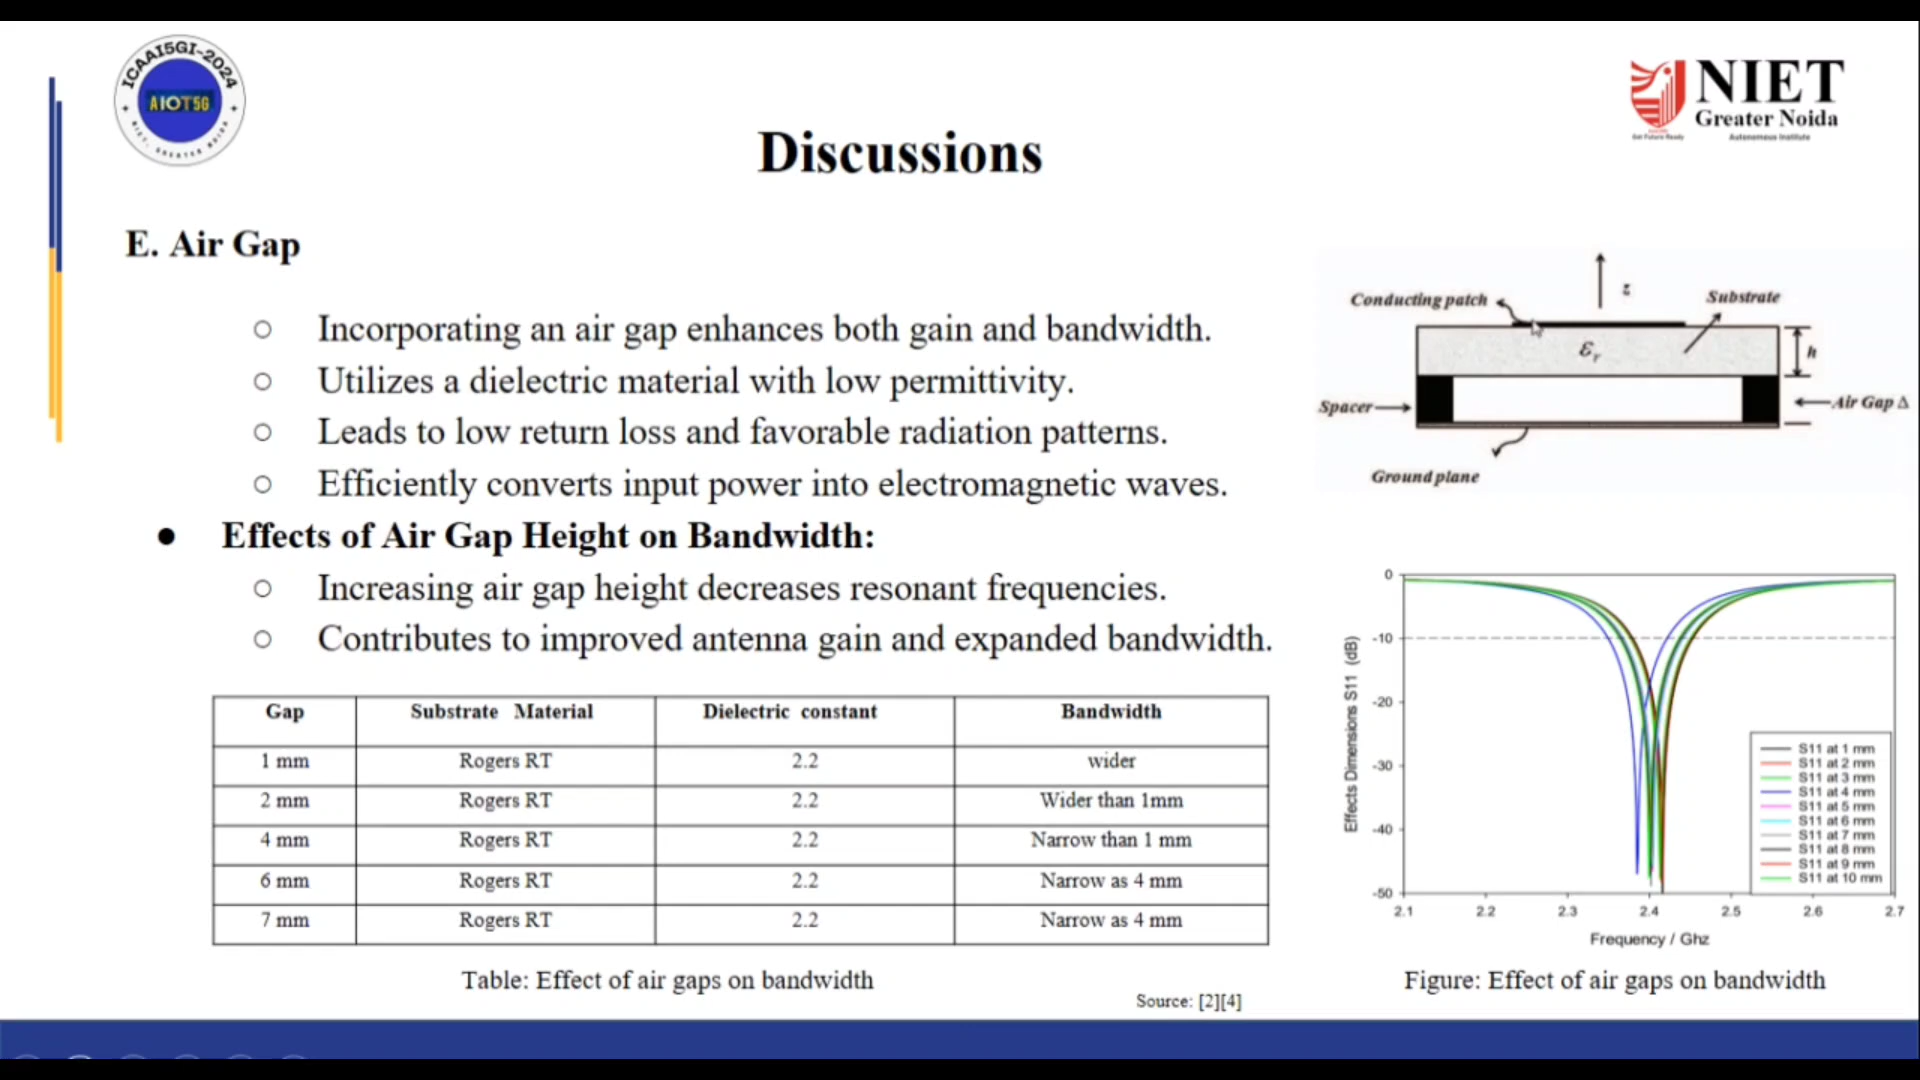 ICAAI5GI-2024
AIOT5G
NIET, GREATER NOIDA
NIET
Greater Noida
Get Future Ready
Autonomous Institute
Discussions
E. Air Gap
Incorporating an air gap enhances both gain and bandwidth.
Utilizes a dielectric material with low permittivity.
Leads to low return loss and favorable radiation patterns.
Efficiently converts input power into electromagnetic waves.
Effects of Air Gap Height on Bandwidth:
Increasing air gap height decreases resonant frequencies.
Contributes to improved antenna gain and expanded bandwidth.
Gap Substrate Material Dielectric constant Bandwidth
1 mm Rogers RT 2.2 wider
2 mm Rogers RT 2.2 Wider than 1mm
4 mm Rogers RT 2.2 Narrow than 1 mm
6 mm Rogers RT 2.2 Narrow as 4 mm
7 mm Rogers RT 2.2 Narrow as 4 mm
Table: Effect of air gaps on bandwidth
Source: [2][4]
z
Conducting patch
Substrate
εr
h
Spacer
Air Gap Δ
Ground plane
Effects Dimensions S11 (dB)
0
-10
-20
-30
-40
-50
S11 at 1 mm
S11 at 2 mm
S11 at 3 mm
S11 at 4 mm
S11 at 5 mm
S11 at 6 mm
S11 at 7 mm
S11 at 8 mm
S11 at 9 mm
S11 at 10 mm
2.1 2.2 2.3 2.4 2.5 2.6 2.7
Frequency / Ghz
Figure: Effect of air gaps on bandwidth